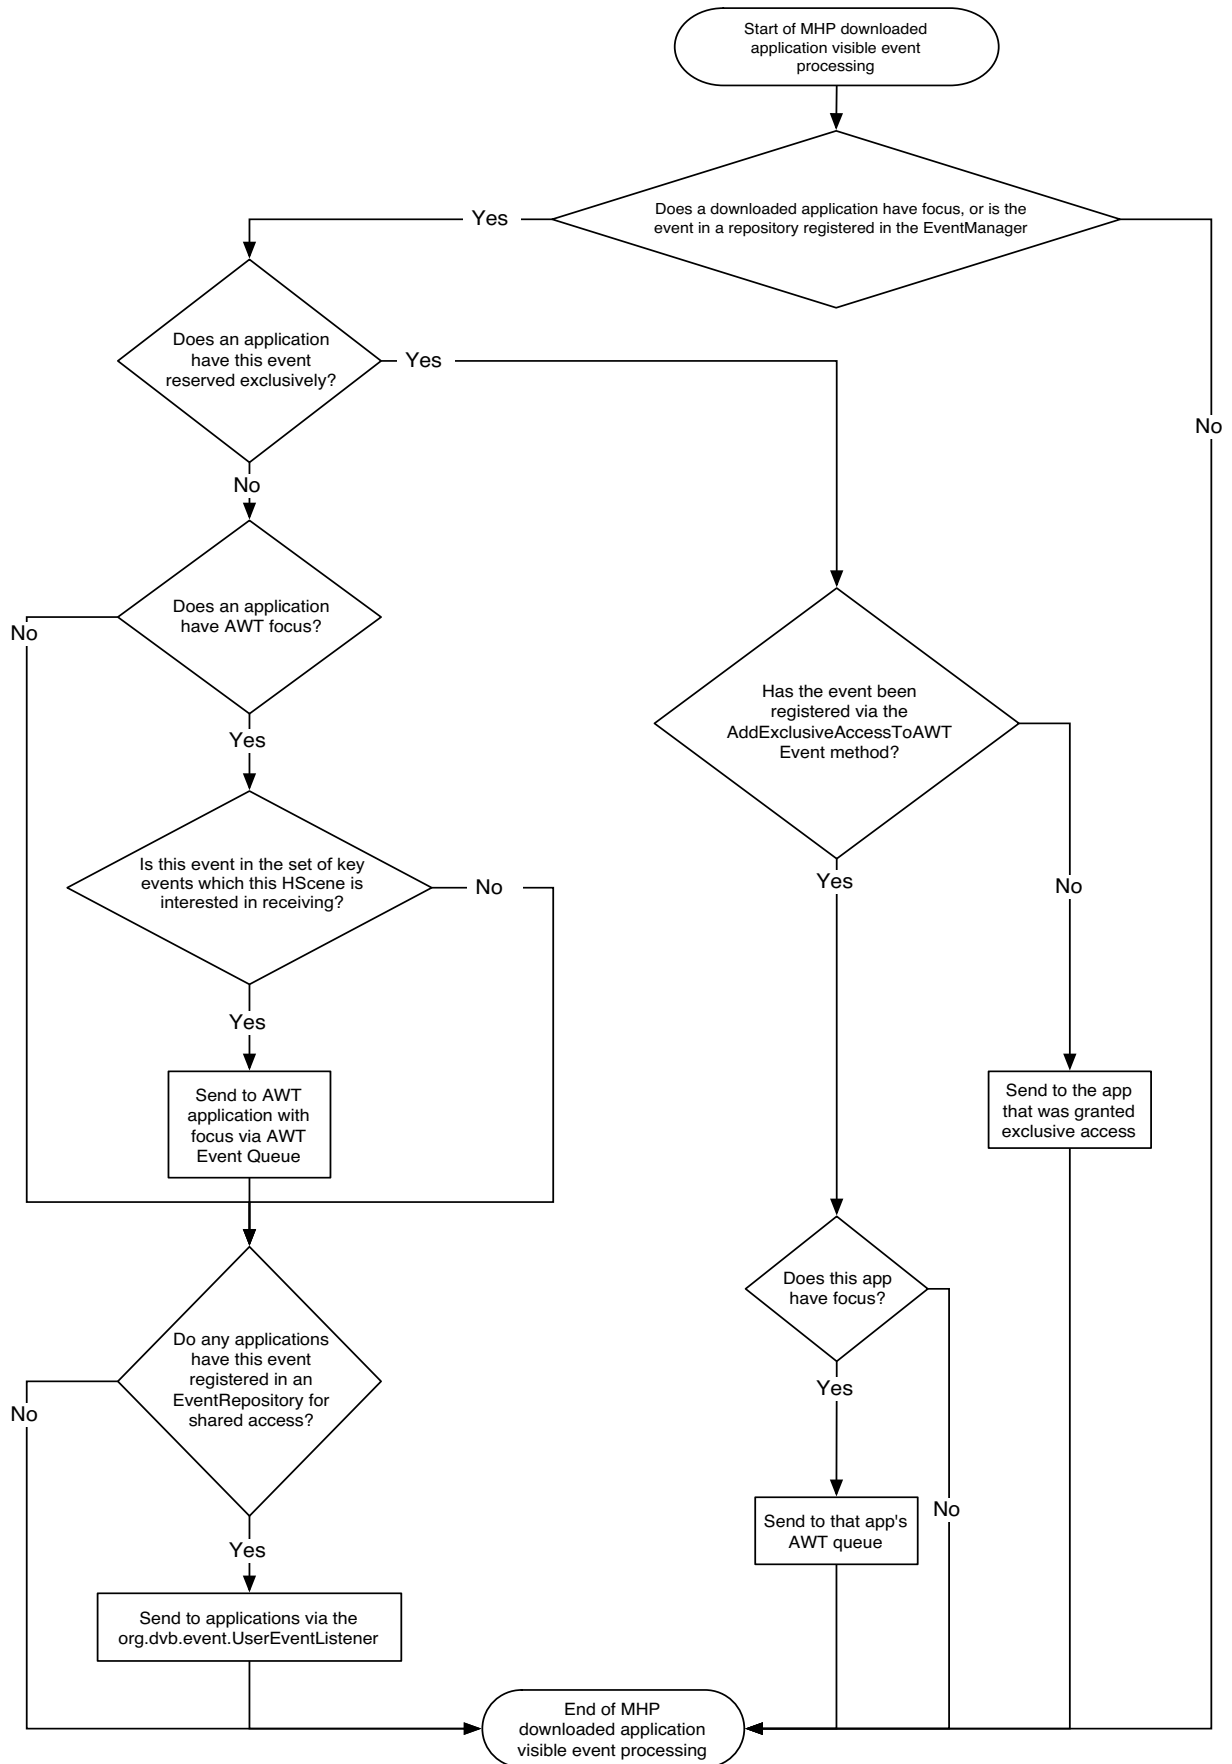 Start of MHP downloaded
application visible event
processing
Does a downloaded application have focus, or is the
event in a repository registered in the EventManager
Yes
No
Does an application
have this event
reserved exclusively?
Yes
No
Does an application
have AWT focus?
No
Yes
Has the event been
registered via the
AddExclusiveAccessToAWT
Event method?
Yes
No
Is this event in the set of key
events which this HScene is
interested in receiving?
No
Yes
Send to AWT
application with
focus via AWT
Event Queue
Send to the app
that was granted
exclusive access
Does this app
have focus?
Yes
No
Do any applications
have this event
registered in an
EventRepository for
shared access?
No
Yes
Send to that app's
AWT queue
Send to applications via the
org.dvb.event.UserEventListener
End of MHP
downloaded application
visible event processing